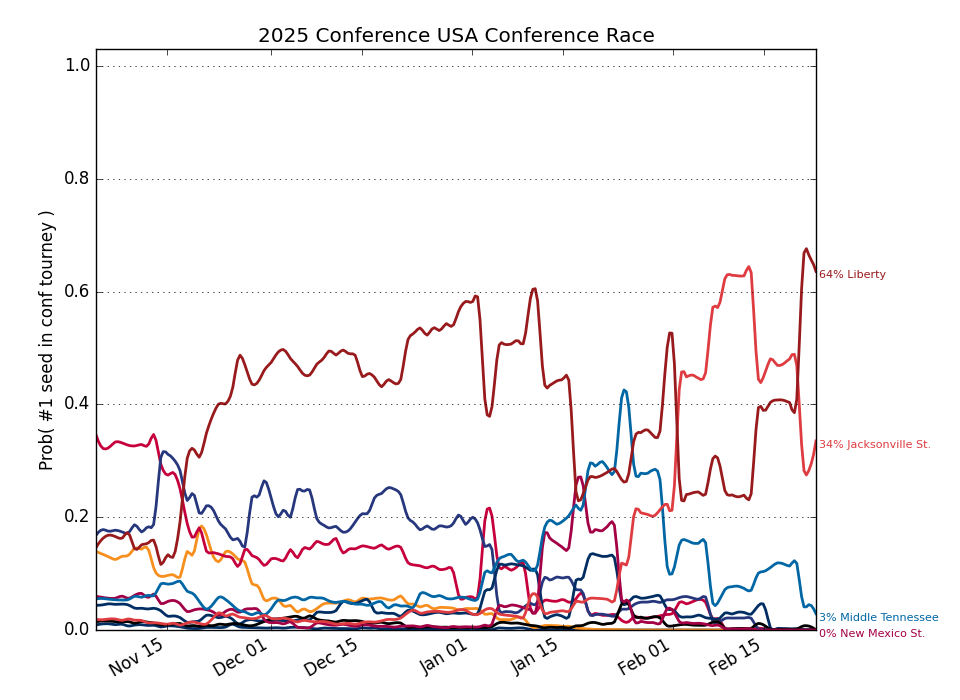 2025 Conference USA Conference Race
Prob( #1 seed in conf tourney )
1.0
0.8
0.6
0.4
0.2
0.0
Nov 15
Dec 01
Dec 15
Jan 01
Jan 15
Feb 01
Feb 15
64% Liberty
34% Jacksonville St.
3% Middle Tennessee
0% New Mexico St.